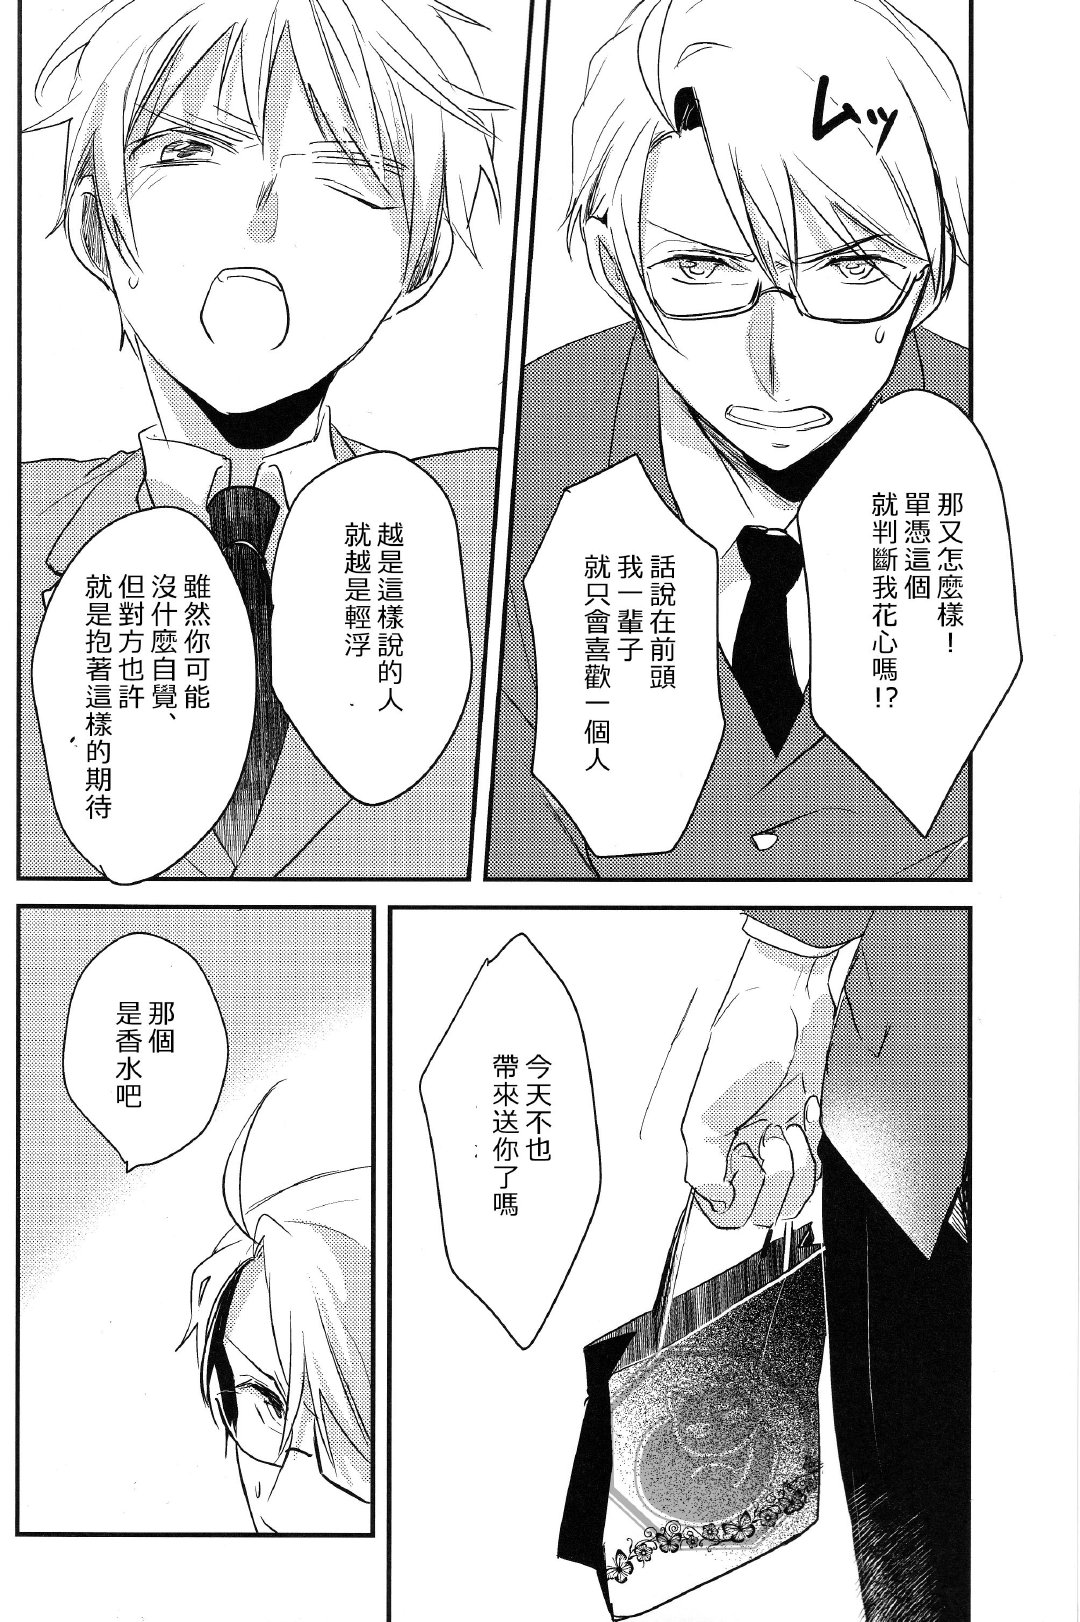 ムッ
那又怎麼樣!
單憑這個
就判斷我花心嗎!?
話說在前頭
我一輩子
就只會喜歡一個人
越是這樣說的人
就越是輕浮
雖然你可能
沒什麼自覺、
但對方也許
就是抱著這樣的期待
今天不也
帶來送你了嗎
那個
是香水吧